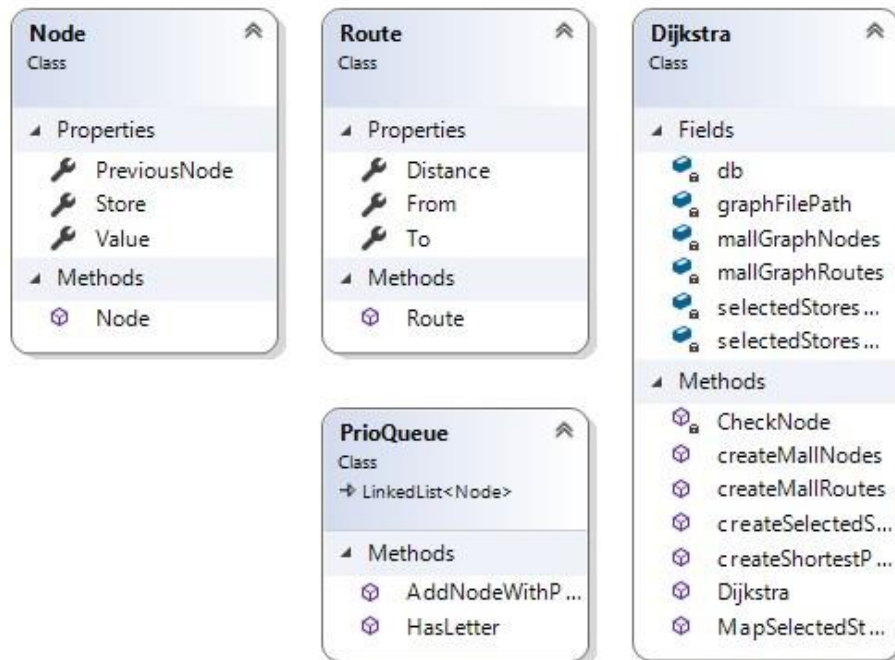 Node
Class
Properties
PreviousNode
Store
Value
Methods
Node
Route
Class
Properties
Distance
From
To
Methods
Route
PrioQueue
Class
LinkedList<Node>
Methods
AddNodeWithP...
HasLetter
Dijkstra
Class
Fields
db
graphFilePath
mallGraphNodes
mallGraphRoutes
selectedStores...
selectedStores...
Methods
CheckNode
createMallNodes
createMallRoutes
createSelectedS...
createShortestP...
Dijkstra
MapSelectedSt...